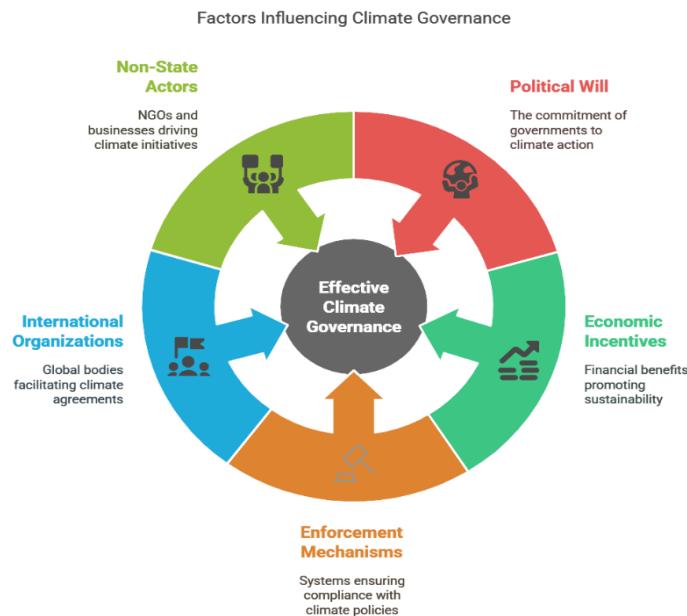 Factors Influencing Climate Governance
Non-State
Actors
NGOs and
businesses driving
climate initiatives
Political Will
The commitment of
governments to
climate action
Effective
Climate
Governance
International
Organizations
Global bodies
facilitating climate
agreements
Economic
Incentives
Financial benefits
promoting
sustainability
Enforcement
Mechanisms
Systems ensuring
compliance with
climate policies